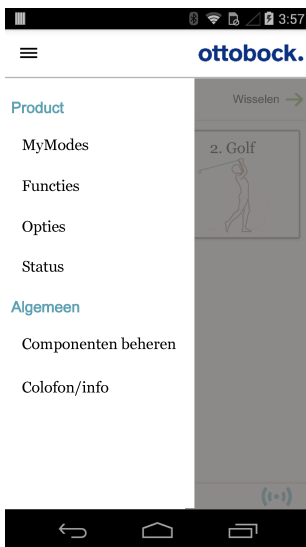 3:57
ottobock.
Product
Wisselen
MyModes
2. Golf
Functies
Opties
Status
Algemeen
Componenten beheren
Colofon/info